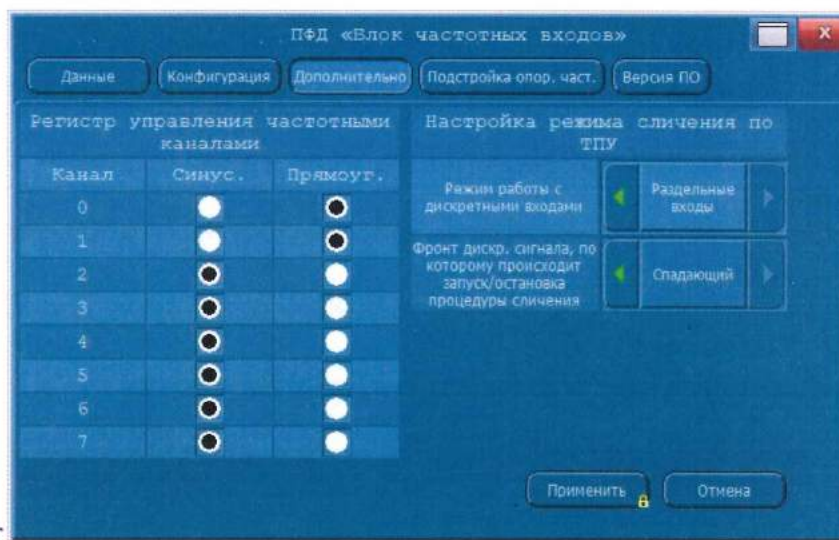 ПФД «Блок частотных входов»
X
Данные
Конфигурация
Дополнительно
Подстройка опор. част.
Версия ПО
Регистр управления частотными
каналами
Канал
Синус.
Прямоуг.
0
1
2
3
4
5
6
7
Настройка режима сличения по
ТПУ
Режим работы с
дискретными входами
Раздельные
входы
Фронт дискр. сигнала, по
которому происходит
запуск/остановка
процедуры сличения
Спадающий
Применить
Отмена